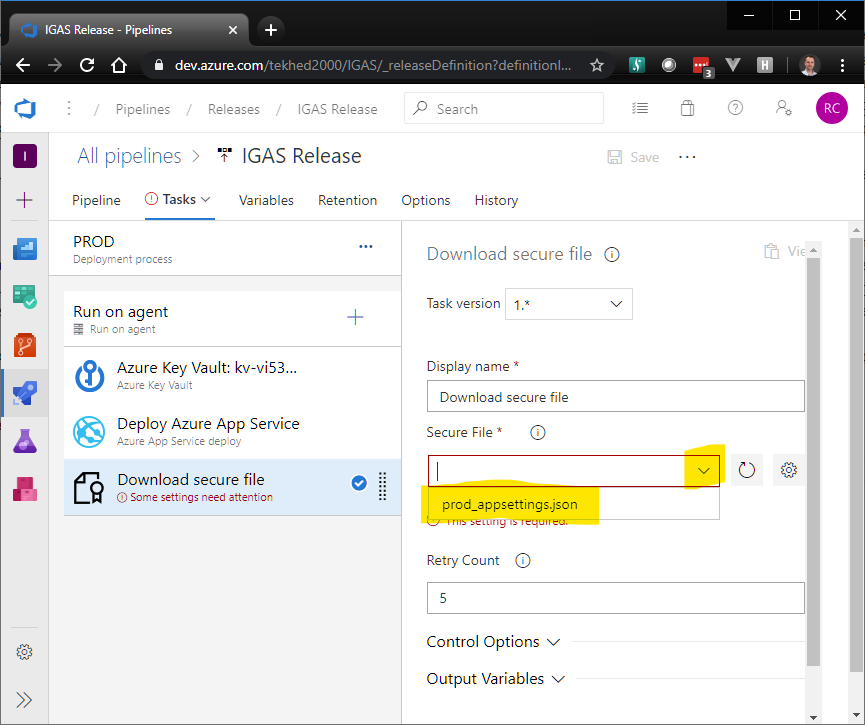 IGAS Release - Pipelines
dev.azure.com/tekhed2000/IGAS/_releaseDefinition?definitionI...
3
H
/ Pipelines / Releases / IGAS Release
Search
RC
I
All pipelines > IGAS Release
Save
Pipeline Tasks Variables Retention Options History
PROD
Deployment process
Run on agent
Run on agent
Azure Key Vault: kv-vi53...
Azure Key Vault
Deploy Azure App Service
Azure App Service deploy
Download secure file
Some settings need attention
Download secure file
Vie
Task version 1.*
Display name *
Download secure file
Secure File *
prod_appsettings.json
This setting is required.
Retry Count
5
Control Options
Output Variables